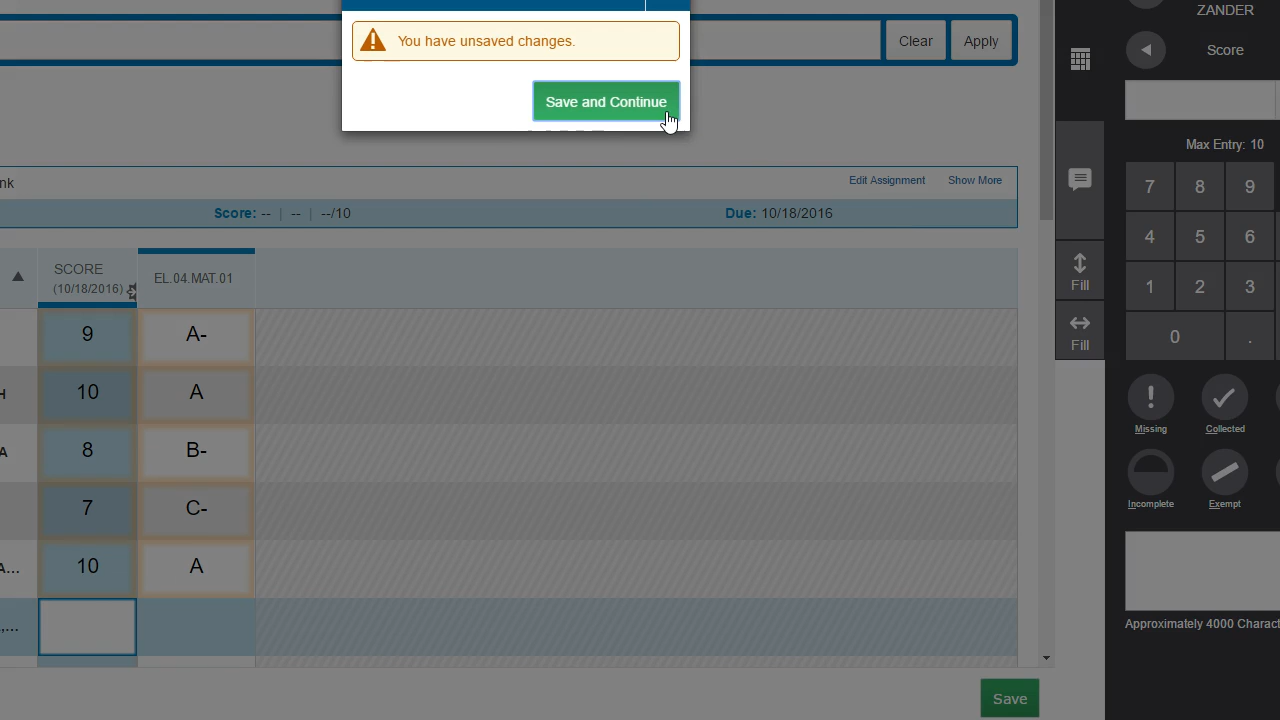 ZANDER
You have unsaved changes.
Clear
Apply
Score
Save and Continue
Max Entry: 10
nk
Edit Assignment
Show More
Score: -- | -- | --/10
Due: 10/18/2016
7 8 9
4 5 6
1 2 3
0 .
SCORE
(10/18/2016)
EL.04.MAT.01
Fill
Fill
9 A-
H 10 A
A 8 B-
7 C-
A... 10 A
,...
Missing
Collected
Incomplete
Exempt
Approximately 4000 Charact
Save